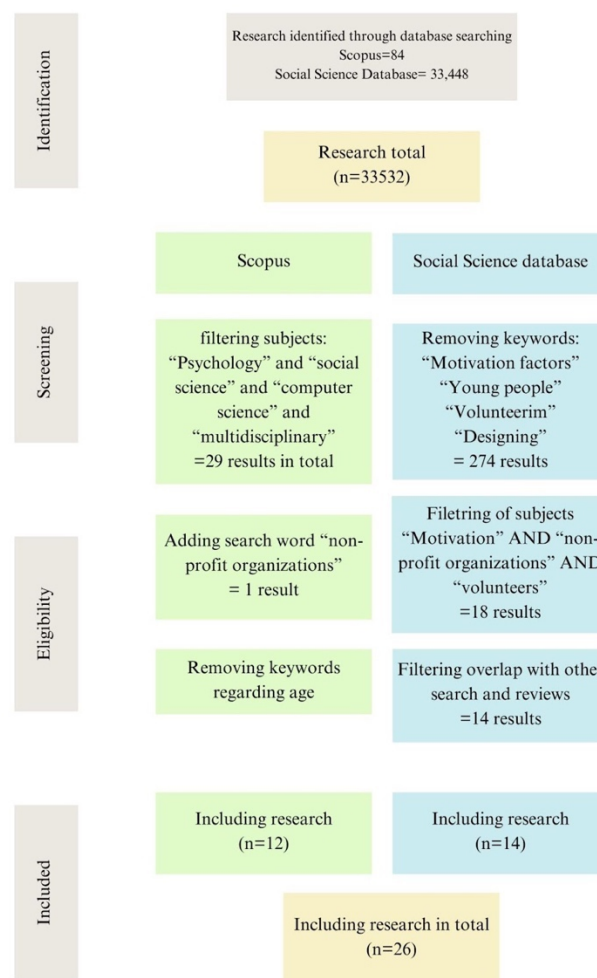 Identification
Research identified through database searching
Scopus=84
Social Science Database= 33,448
Research total
(n=33532)
Screening
Scopus
Social Science database
filtering subjects:
“Psychology” and “social
science” and “computer
science” and
“multidisciplinary”
=29 results in total
Removing keywords:
“Motivation factors”
“Young people”
“Volunteerim”
“Designing”
= 274 results
Eligibility
Adding search word “non-
profit organizations”
= 1 result
Filetring of subjects
“Motivation” AND “non-
profit organizations” AND
“volunteers”
=18 results
Removing keywords
regarding age
Filtering overlap with othe
search and reviews
=14 results
Included
Including research
(n=12)
Including research
(n=14)
Including research in total
(n=26)